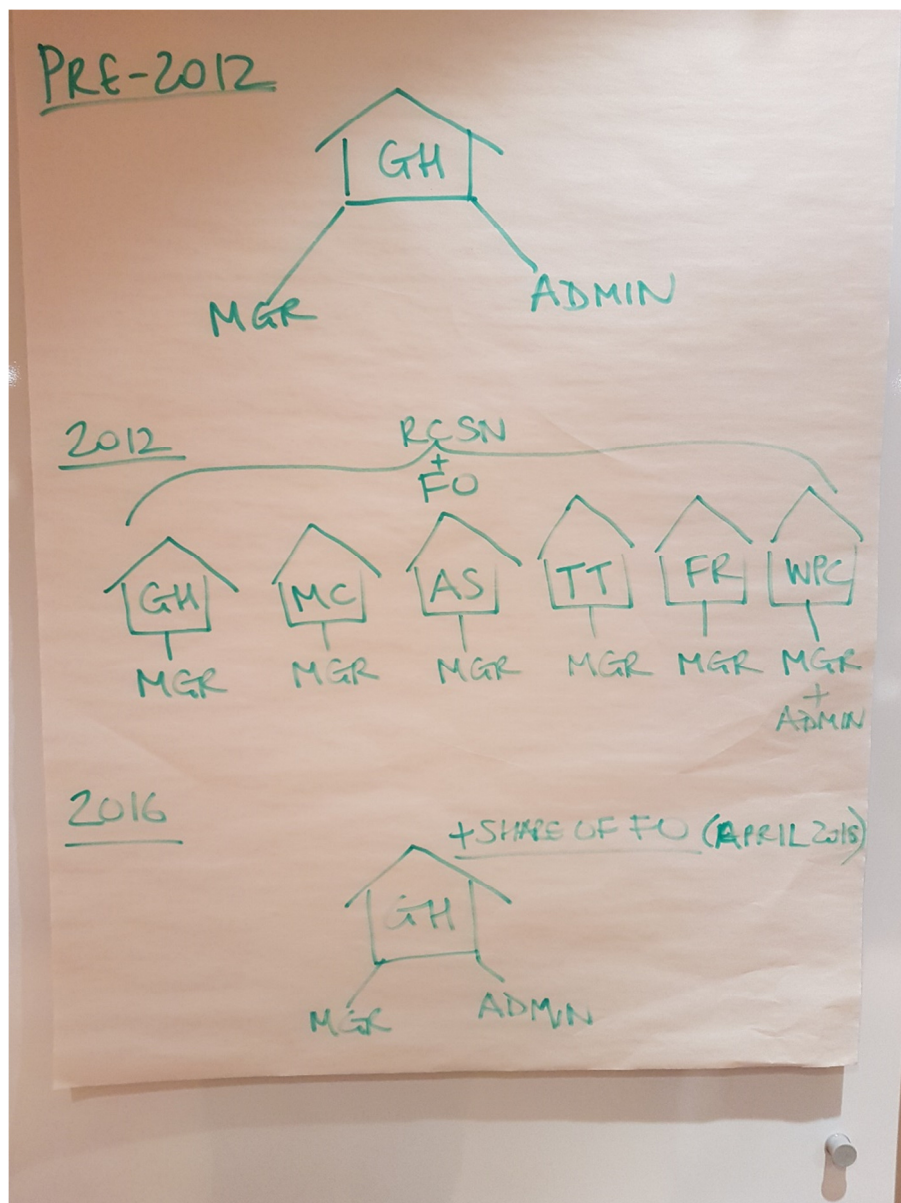 PRE-2012
GH
MGR ADMIN
2012
RCSN
+
FO
GH MC AS TT FR WPC
MGR MGR MGR MGR MGR MGR
+
ADMIN
2016
+ SHARE OF FO (APRIL 2018)
GH
MGR ADMIN